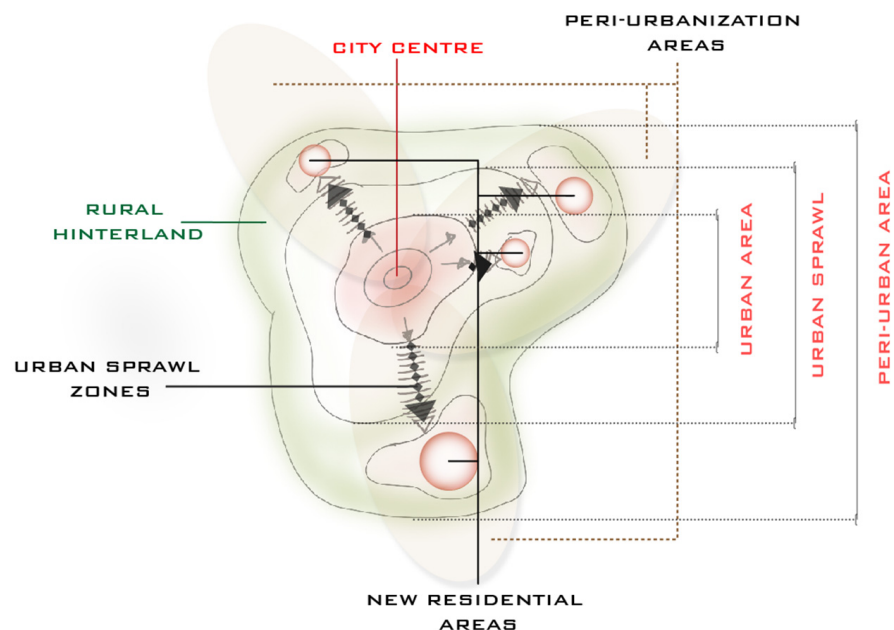 PERI-URBANIZATION
AREAS
CITY CENTRE
RURAL
HINTERLAND
URBAN AREA
URBAN SPRAWL
PERI-URBAN AREA
URBAN SPRAWL
ZONES
NEW RESIDENTIAL
AREAS